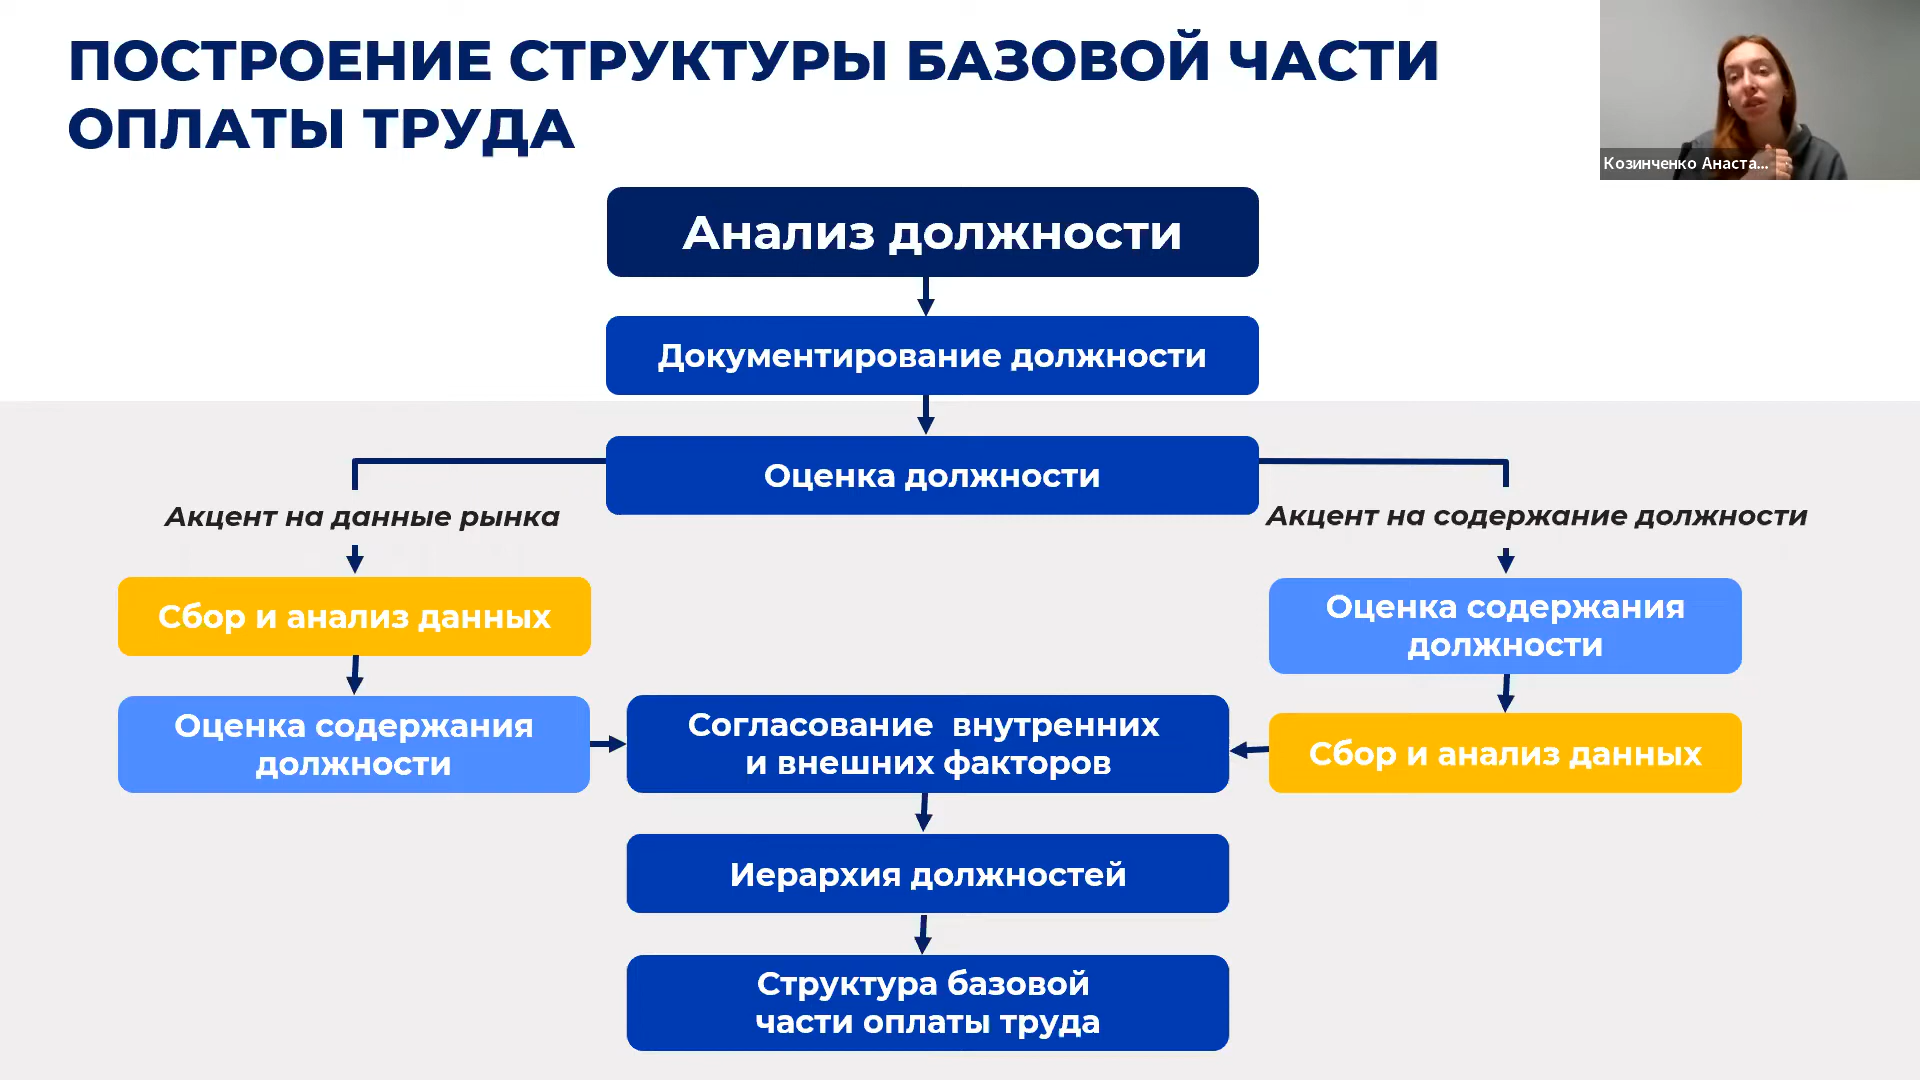 ПОСТРОЕНИЕ СТРУКТУРЫ БАЗОВОЙ ЧАСТИ
ОПЛАТЫ ТРУДА
Козинченко Анаста...
Анализ должности
Документирование должности
Оценка должности
Акцент на данные рынка
Акцент на содержание должности
Сбор и анализ данных
Оценка содержания
должности
Оценка содержания
должности
Согласование внутренних
и внешних факторов
Сбор и анализ данных
Иерархия должностей
Структура базовой
части оплаты труда